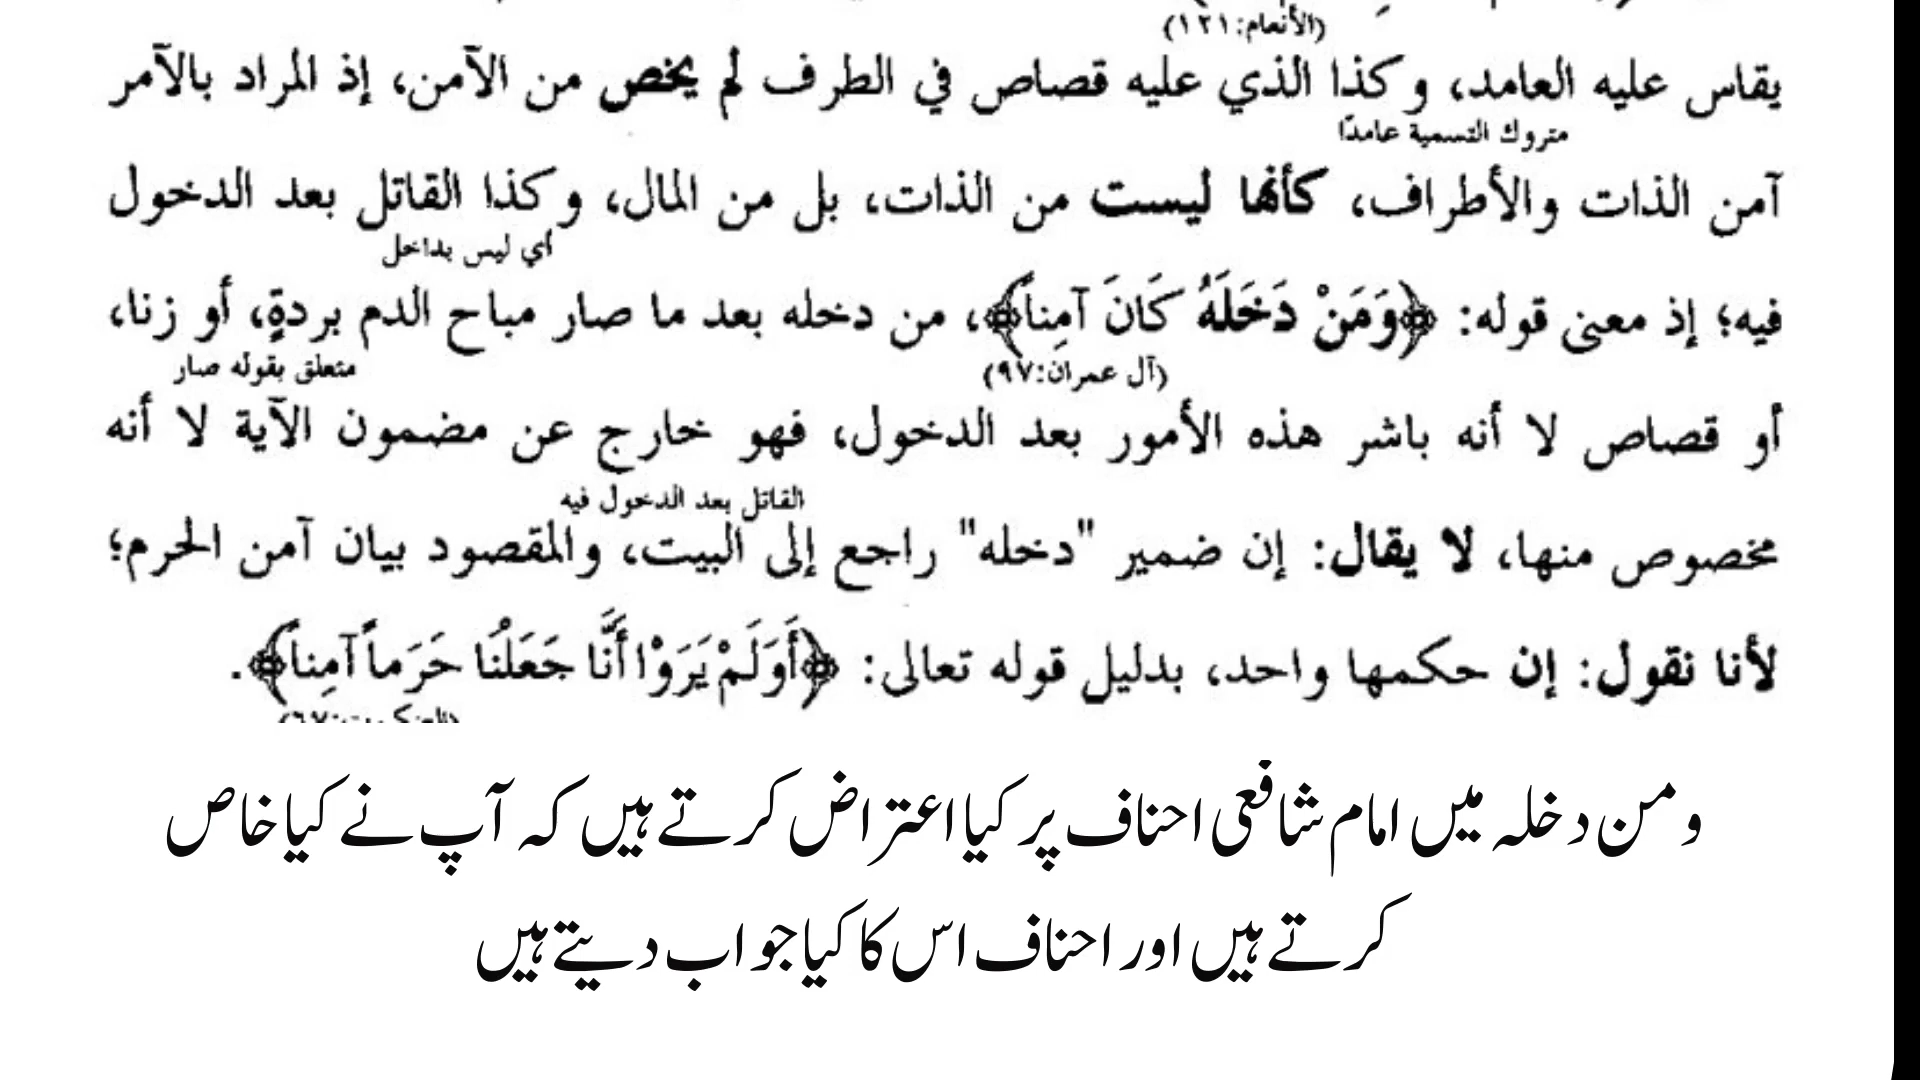 (الأنعام:١٢١)
يقاس عليه العامد، وكذا الذي عليه قصاص في الطرف لم يخص من الآمن، إذ المراد بالآمر
متروك التسمية عامدًا
آمن الذات والأطراف، كأنها ليست من الذات، بل من المال، وكذا القاتل بعد الدخول
أي ليس بداخل
فيه؛ إذ معنى قوله: ﴿وَمَنْ دَخَلَهُ كَانَ آمِناً﴾، من دخله بعد ما صار مباح الدم بردةٍ، أو زنا،
(آل عمران:٩٧) متعلق بقوله صار
أو قصاص لا أنه باشر هذه الأمور بعد الدخول، فهو خارج عن مضمون الآية لا أنه
القاتل بعد الدخول فيه
مخصوص منها، لا يقال: إن ضمير "دخله" راجع إلى البيت، والمقصود بيان آمن الحرم؛
لأنا نقول: إن حكمها واحد، بدليل قوله تعالى: ﴿أَوَلَمْ يَرَوْا أَنَّا جَعَلْنَا حَرَماً آمِناً﴾.
ومن دخلہ میں امام شافعی احناف پر کیا اعتراض کرتے ہیں کہ آپ نے کیا خاص
کرتے ہیں اور احناف اس کا کیا جواب دیتے ہیں